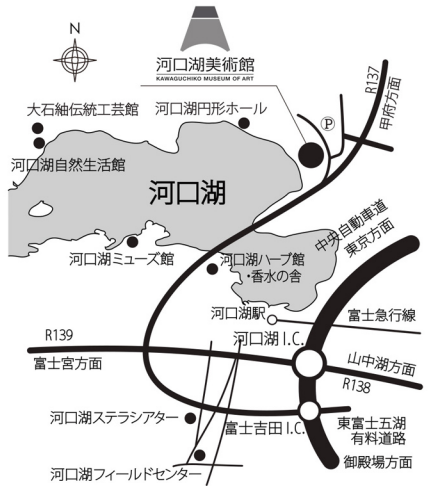 N
河口湖美術館
KAWAGUCHIKO MUSEUM OF ART
R137
甲府方面
大石紬伝統工芸館
河口湖円形ホール
P
河口湖自然生活館
河口湖
中央自動車道
東京方面
河口湖ミューズ館
河口湖ハーブ館
・香水の舎
河口湖駅
富士急行線
河口湖 I.C.
R139
富士宮方面
山中湖方面
R138
河口湖ステラシアター
富士吉田 I.C.
東富士五湖
有料道路
河口湖フィールドセンター
御殿場方面